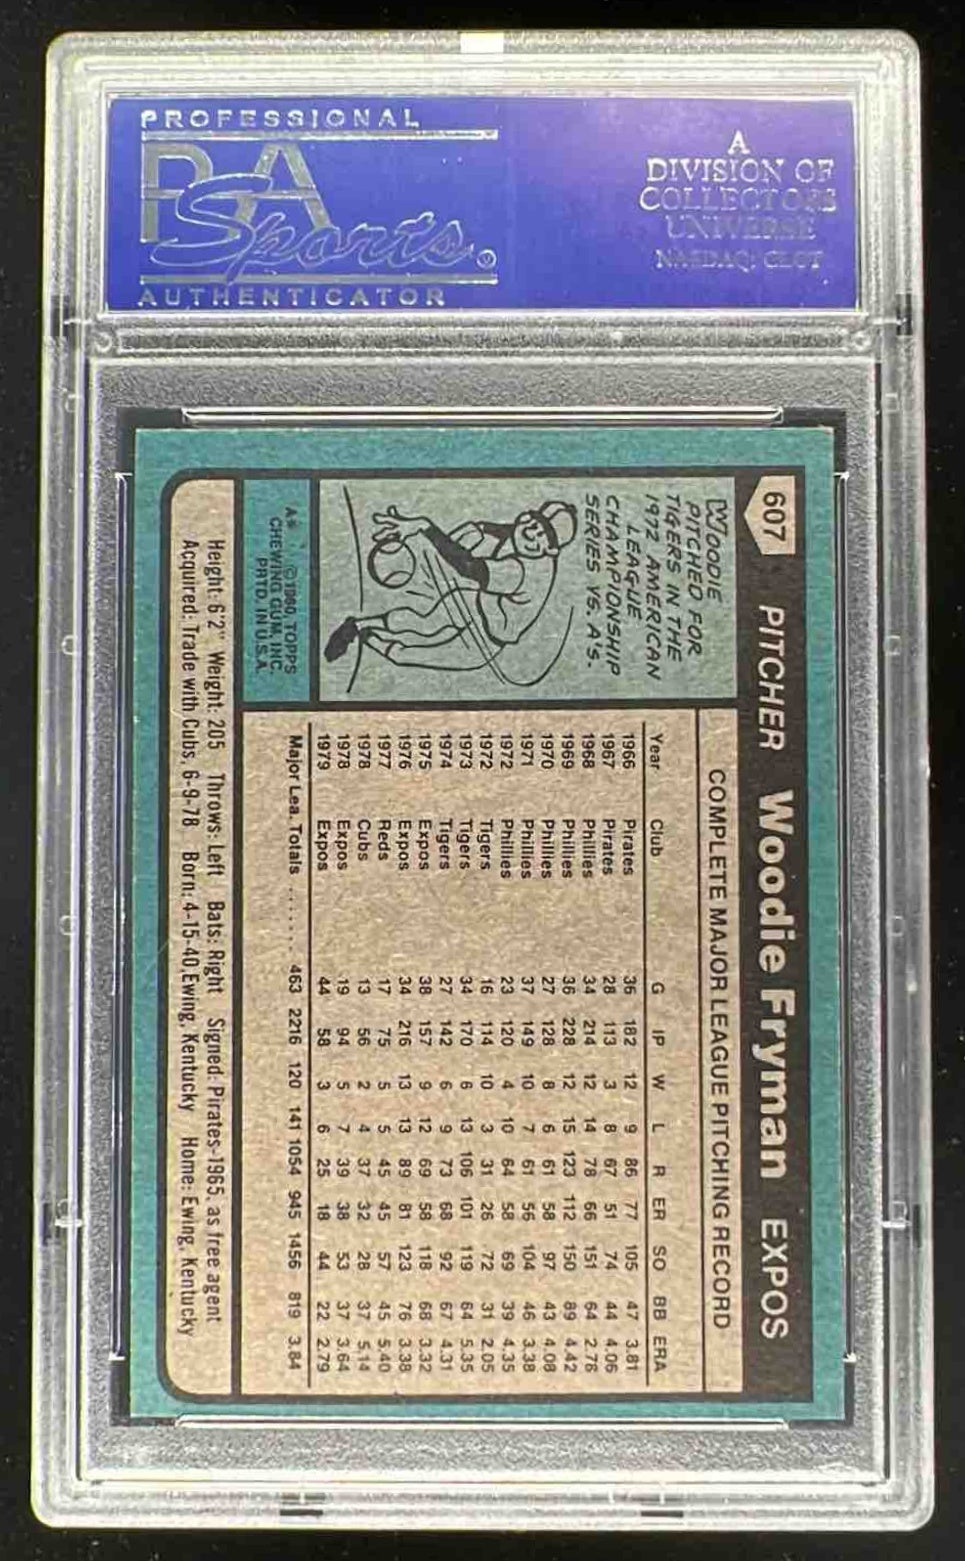 PROFESSIONAL
PSA
Sports®
AUTHENTICATOR
A
DIVISION OF
COLLECTORS
UNIVERSE
NASDAQ: CLCT
607 PITCHER Woodie Fryman EXPOS
WOODIE
PITCHED FOR
TIGERS IN THE
1972 AMERICAN
LEAGUE
CHAMPIONSHIP
SERIES VS. A'S.
A* ©1980, TOPPS
CHEWING GUM, INC.
PRTD. IN U.S.A.
COMPLETE MAJOR LEAGUE PITCHING RECORD
Year Club G IP W L R ER SO BB ERA
1966 Pirates 36 182 12 9 86 77 105 47 3.81
1967 Pirates 28 113 3 8 67 51 74 44 4.06
1968 Phillies 34 214 12 14 78 66 151 64 2.76
1969 Phillies 36 228 12 15 123 112 150 89 4.42
1970 Phillies 27 128 8 6 61 58 97 43 4.08
1971 Phillies 37 149 10 7 61 56 104 46 3.38
1972 Phillies 23 120 4 10 64 58 69 39 4.35
1972 Tigers 16 114 10 3 31 26 72 31 2.05
1973 Tigers 34 170 6 13 106 101 119 64 5.35
1974 Tigers 27 142 6 9 73 68 92 67 4.31
1975 Expos 38 157 9 12 69 58 118 68 3.32
1976 Expos 34 216 13 13 89 81 123 76 3.38
1977 Reds 17 75 5 5 45 45 57 45 5.40
1978 Cubs 13 56 2 4 37 32 28 37 5.14
1978 Expos 19 94 5 7 39 38 53 37 3.64
1979 Expos 44 58 3 6 25 18 44 22 2.79
Major Lea. Totals ...... 463 2216 120 141 1054 945 1456 819 3.84
Height: 6'2" Weight: 205 Throws: Left Bats: Right Signed: Pirates-1965, as free agent
Acquired: Trade with Cubs, 6-9-78 Born: 4-15-40, Ewing, Kentucky Home: Ewing, Kentucky